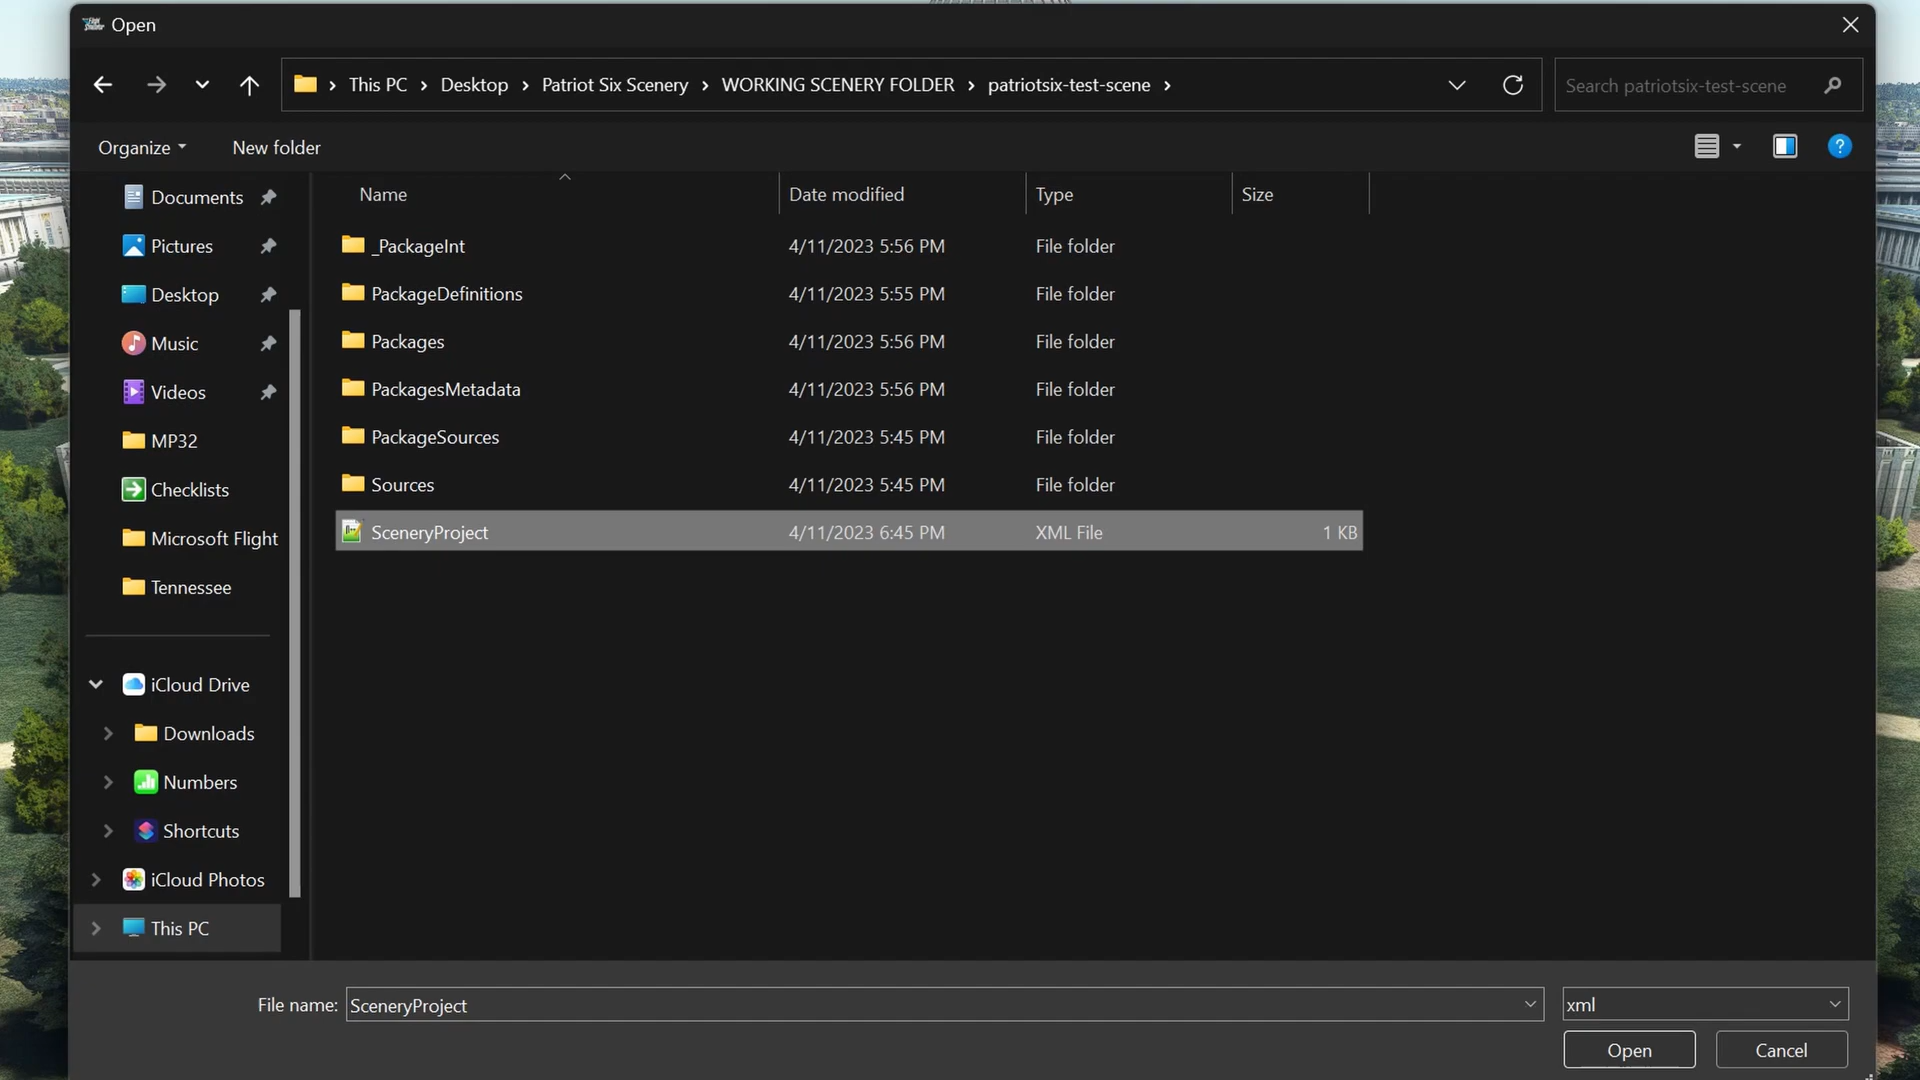 Open
This PC > Desktop > Patriot Six Scenery > WORKING SCENERY FOLDER > patriotsix-test-scene >
Search patriotsix-test-scene
Organize
New folder
?
Name
Date modified
Type
Size
Documents
Pictures
Desktop
Music
Videos
MP32
Checklists
Microsoft Flight
Tennessee
iCloud Drive
Downloads
Numbers
Shortcuts
iCloud Photos
This PC
_PackageInt 4/11/2023 5:56 PM File folder
PackageDefinitions 4/11/2023 5:55 PM File folder
Packages 4/11/2023 5:56 PM File folder
PackagesMetadata 4/11/2023 5:56 PM File folder
PackageSources 4/11/2023 5:45 PM File folder
Sources 4/11/2023 5:45 PM File folder
SceneryProject 4/11/2023 6:45 PM XML File 1 KB
File name: SceneryProject
xml
Open
Cancel